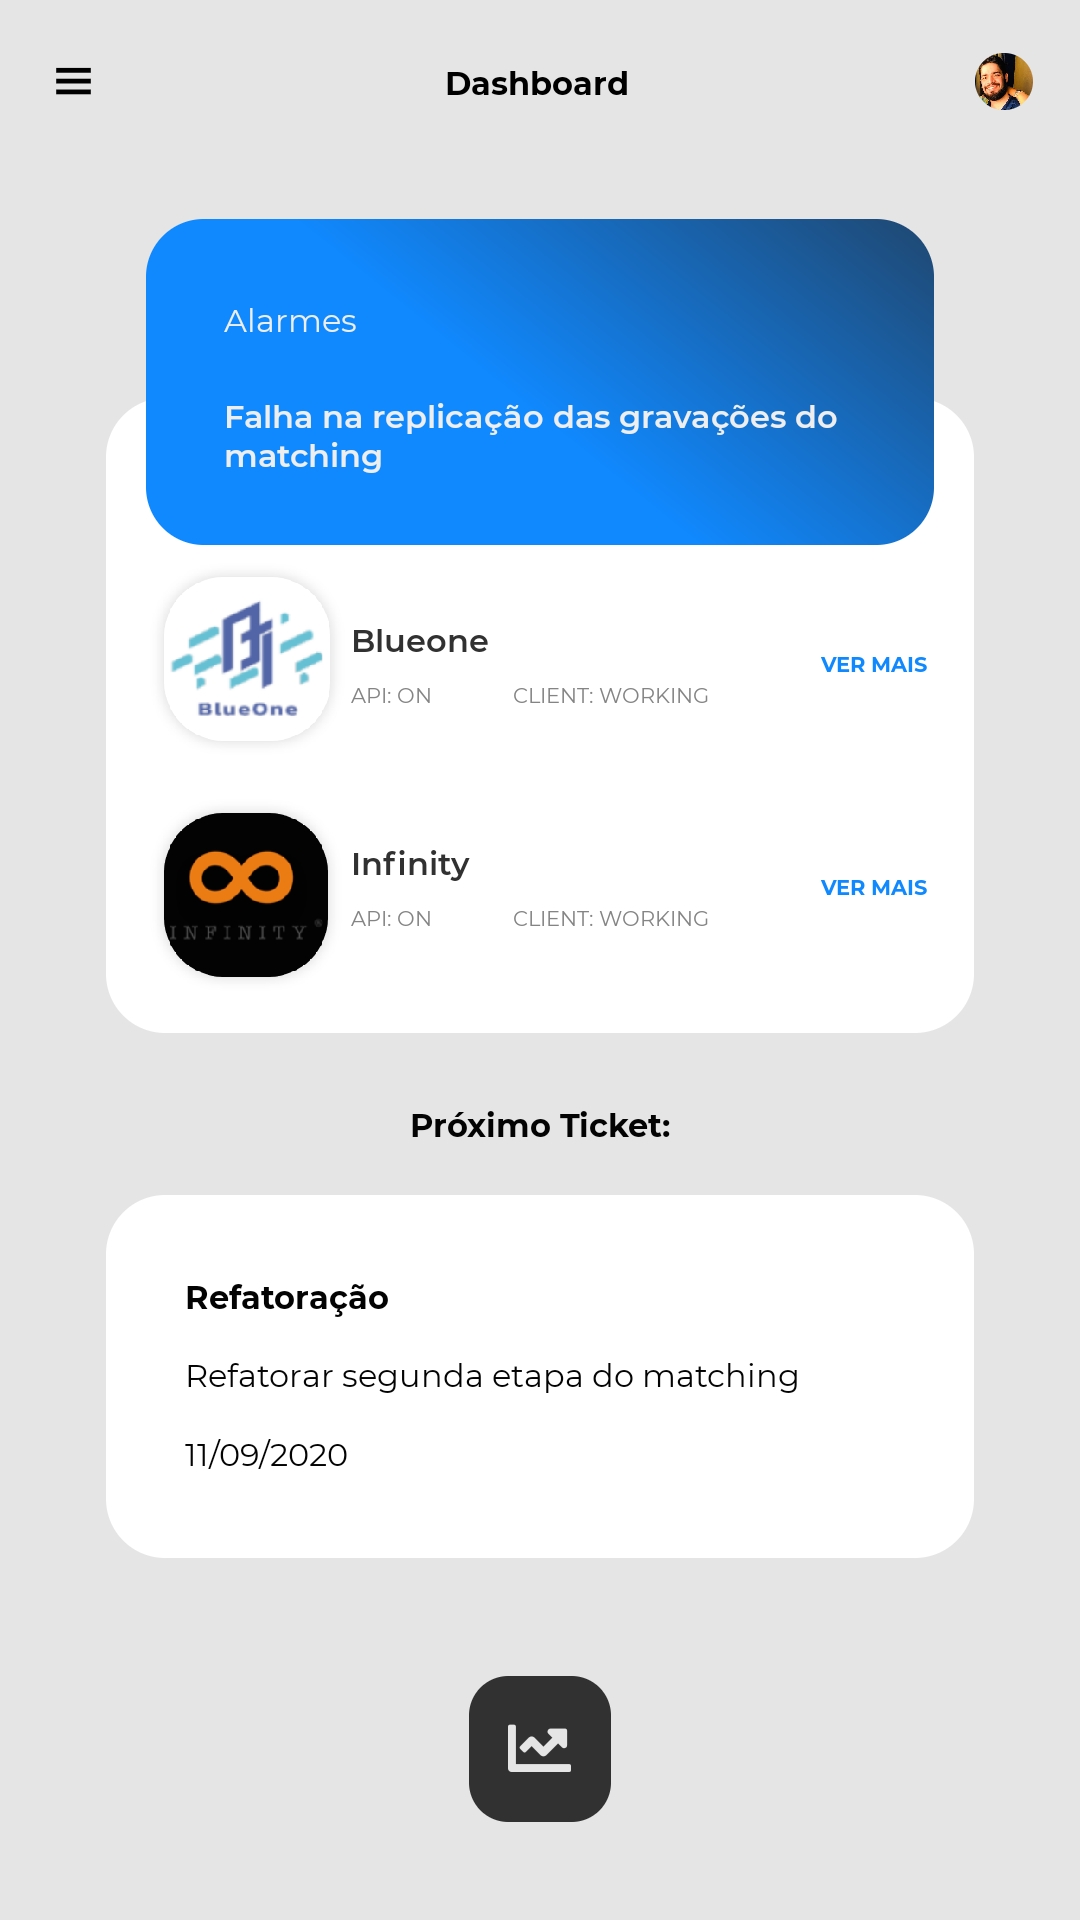 Dashboard
Alarmes
Falha na replicação das gravações do
matching
BlueOne
Blueone
API: ON CLIENT: WORKING
VER MAIS
INFINITY®
Infinity
API: ON CLIENT: WORKING
VER MAIS
Próximo Ticket:
Refatoração
Refatorar segunda etapa do matching
11/09/2020